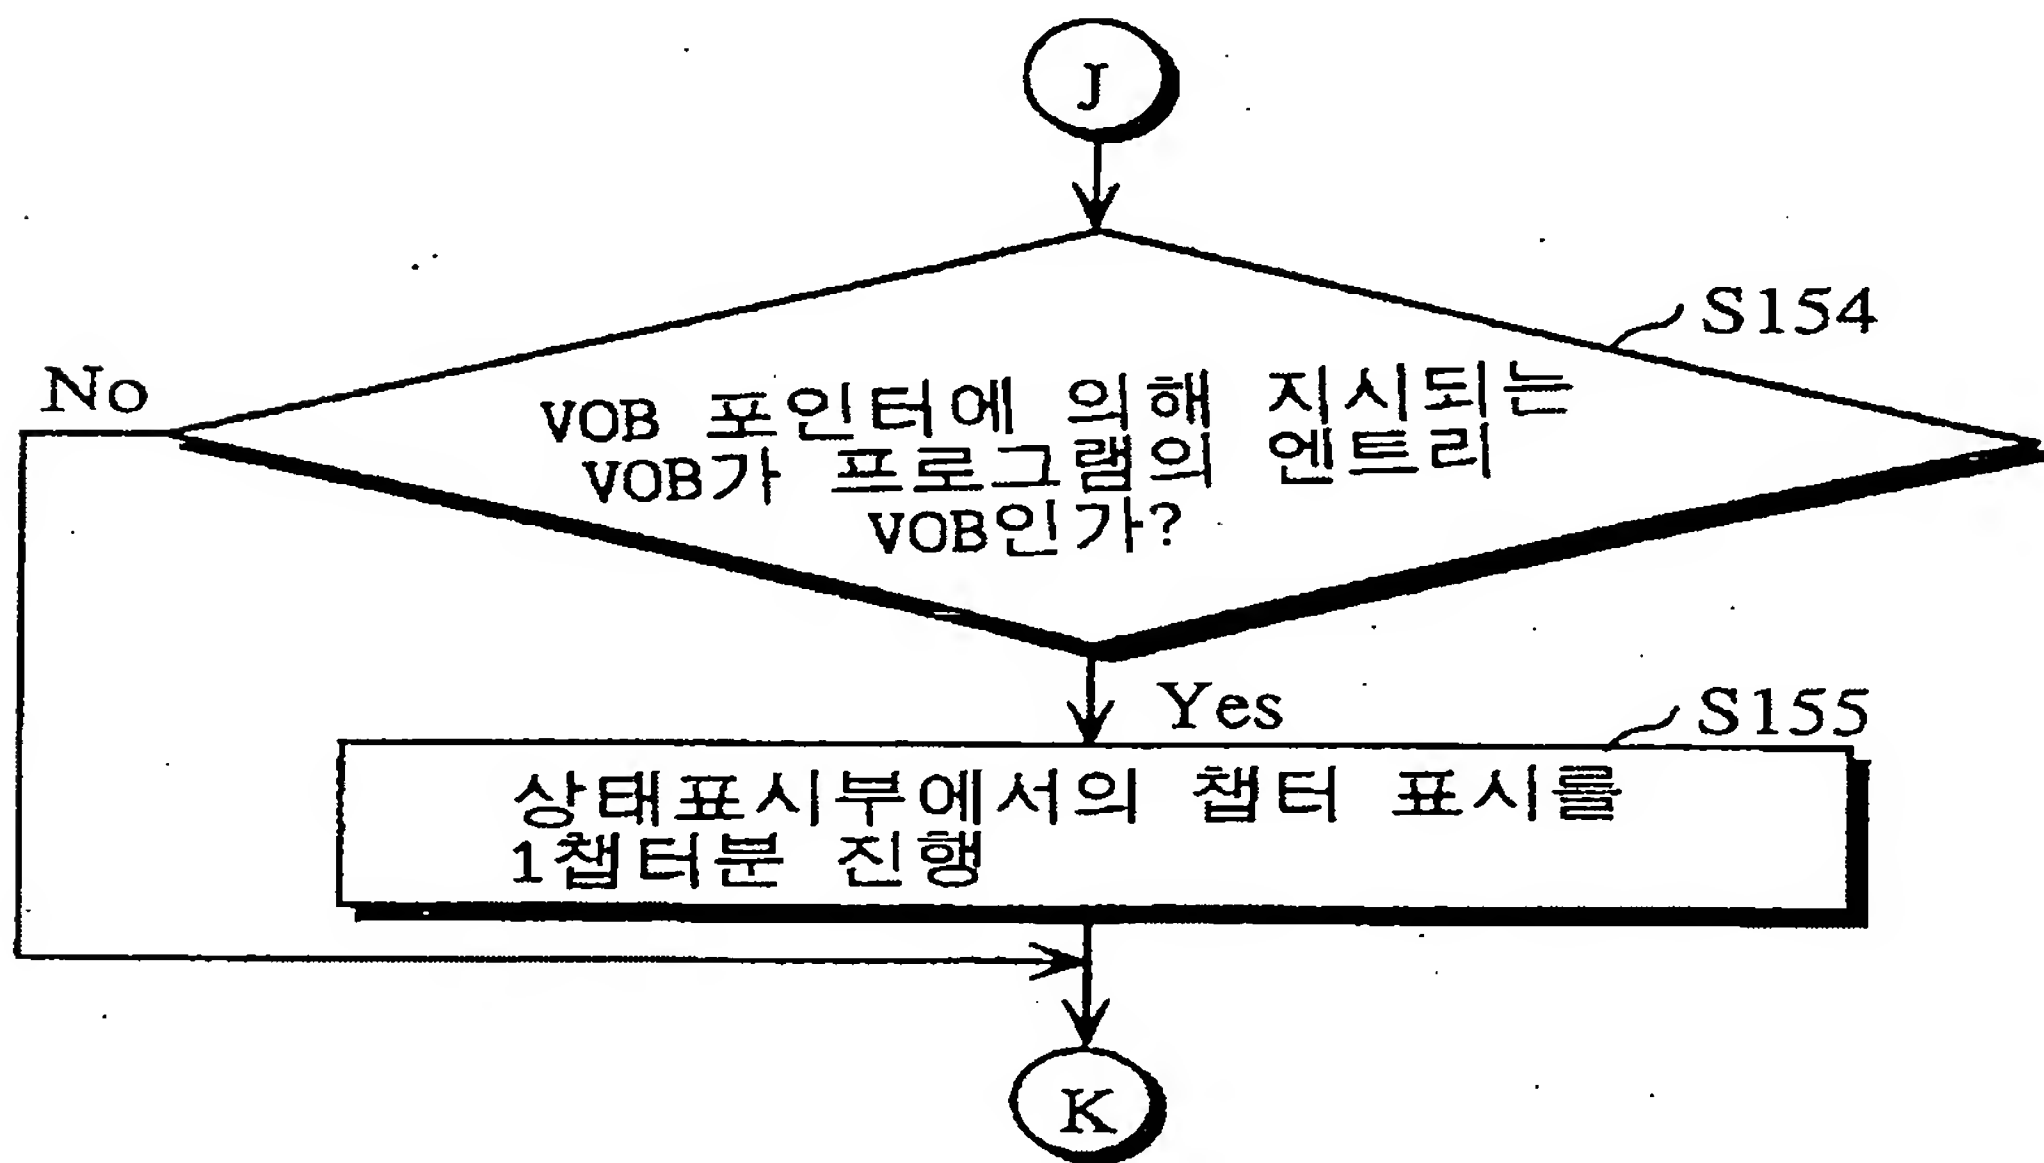 J
S154
No
VOB 포인터에 의해 지시되는
VOB가 프로그램의 엔트리
VOB인가?
Yes
S155
상태표시부에서의 챕터 표시를
1챕터분 진행
K